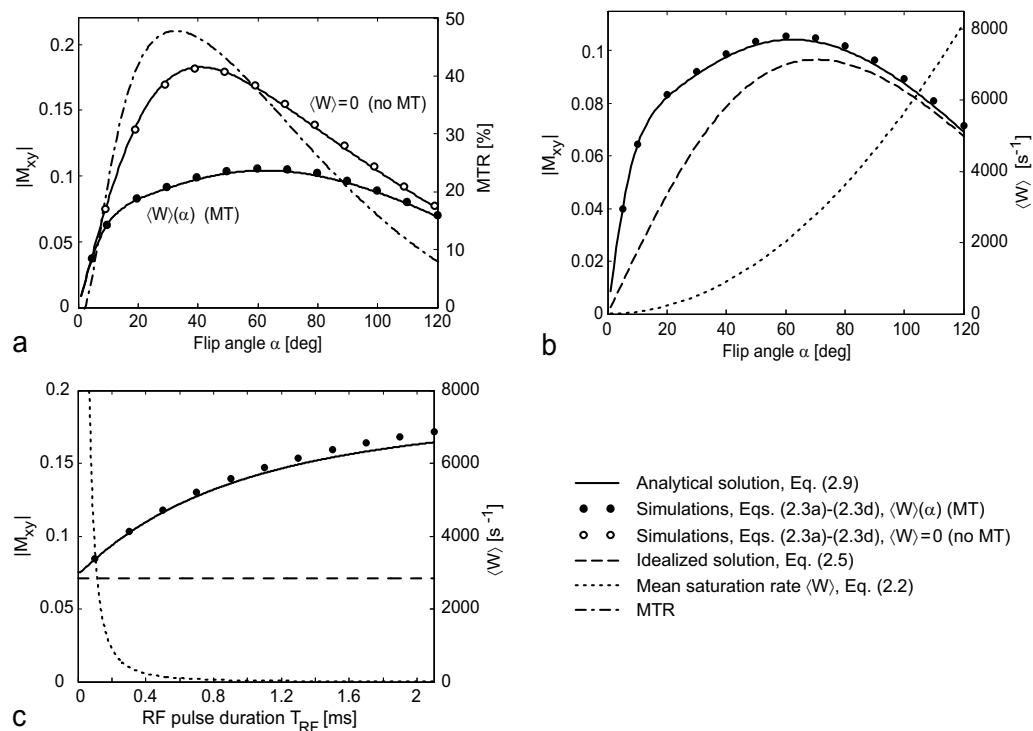 0.2
0.15
0.1
0.05
0
|Mxy|
50
40
30
20
10
0
MTR [%]
⟨W⟩=0 (no MT)
⟨W⟩(α) (MT)
0 20 40 60 80 100 120
Flip angle α [deg]
a
0.1
0.08
0.06
0.04
0.02
0
|Mxy|
8000
6000
4000
2000
0
⟨W⟩ [s-1]
0 20 40 60 80 100 120
Flip angle α [deg]
b
0.2
0.15
0.1
0.05
0
|Mxy|
8000
6000
4000
2000
0
⟨W⟩ [s-1]
0 0.4 0.8 1.2 1.6 2
RF pulse duration TRF [ms]
c
Analytical solution, Eq. (2.9)
Simulations, Eqs. (2.3a)-(2.3d), ⟨W⟩(α) (MT)
Simulations, Eqs. (2.3a)-(2.3d), ⟨W⟩=0 (no MT)
Idealized solution, Eq. (2.5)
Mean saturation rate ⟨W⟩, Eq. (2.2)
MTR